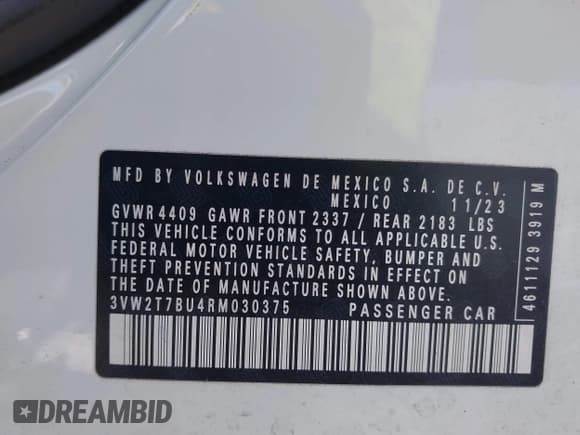 MFD BY VOLKSWAGEN DE MEXICO S.A. DE C.V.
MEXICO 11/23
GVWR 4409 GAWR FRONT 2337 / REAR 2183 LBS
THIS VEHICLE CONFORMS TO ALL APPLICABLE U.S.
FEDERAL MOTOR VEHICLE SAFETY, BUMPER AND
THEFT PREVENTION STANDARDS IN EFFECT ON
THE DATE OF MANUFACTURE SHOWN ABOVE.
3VW2T7BU4RM030375 PASSENGER CAR
4611129 3919 M
DREAMBID